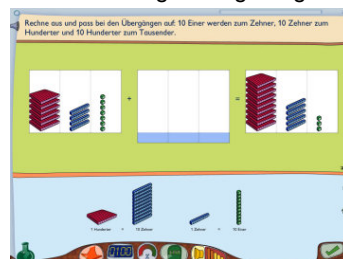 Rechne aus und pass bei den Übergängen auf: 10 Einer werden zum Zehner, 10 Zehner zum
Hunderter und 10 Hunderter zum Tausender.
+ =
1 Hunderter = 10 Zehner 1 Zehner = 10 Einer
0100